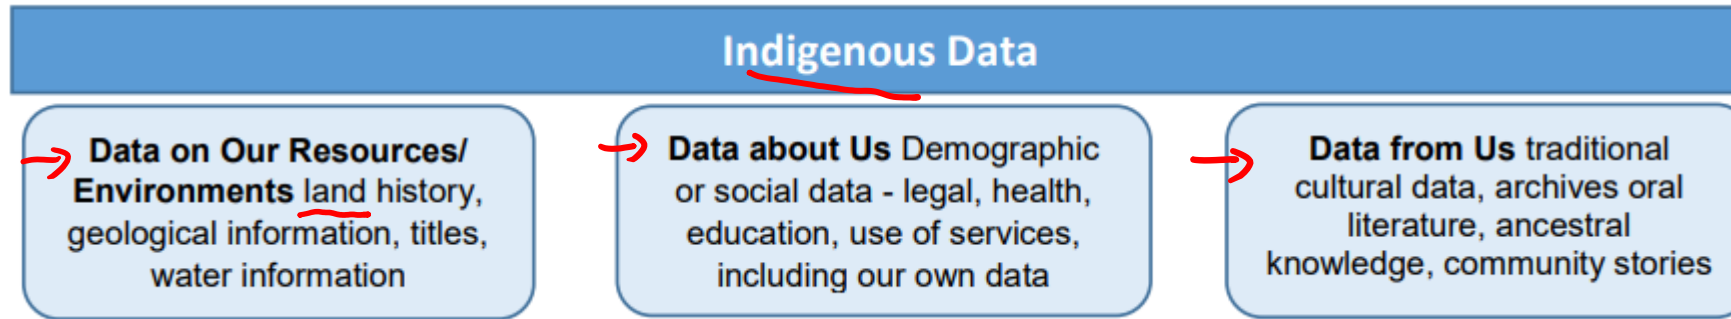 Indigenous Data
Data on Our Resources/
Environments land history,
geological information, titles,
water information
Data about Us Demographic
or social data - legal, health,
education, use of services,
including our own data
Data from Us traditional
cultural data, archives oral
literature, ancestral
knowledge, community stories